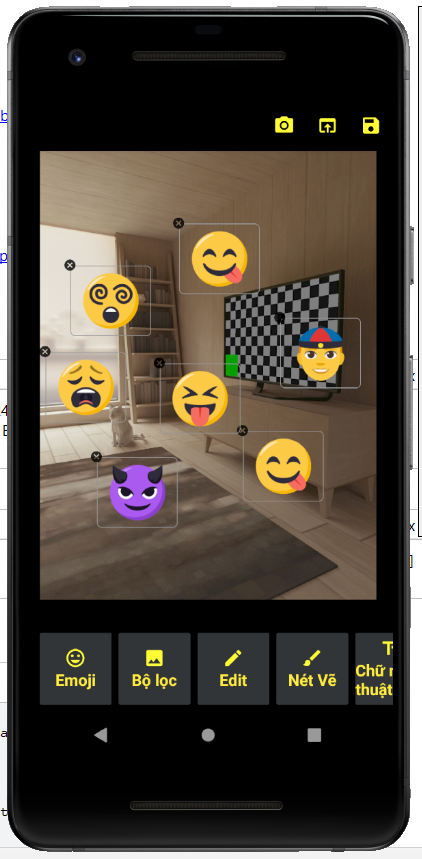 Emoji
Bộ lọc
Edit
Nét Vẽ
Chữ
thuật